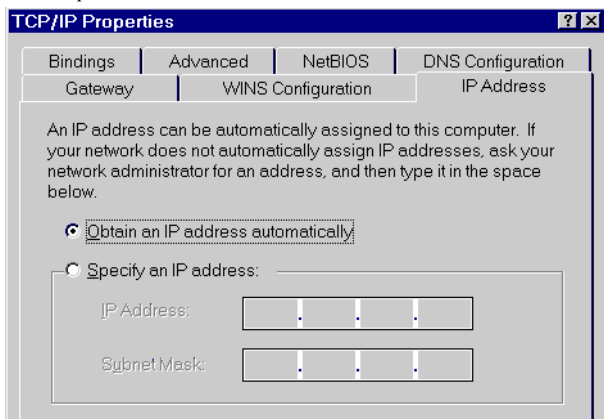 TCP/IP Properties
Bindings Advanced NetBIOS DNS Configuration
Gateway WINS Configuration IP Address
An IP address can be automatically assigned to this computer. If
your network does not automatically assign IP addresses, ask your
network administrator for an address, and then type it in the space
below.
Obtain an IP address automatically
Specify an IP address:
IP Address:
Subnet Mask: